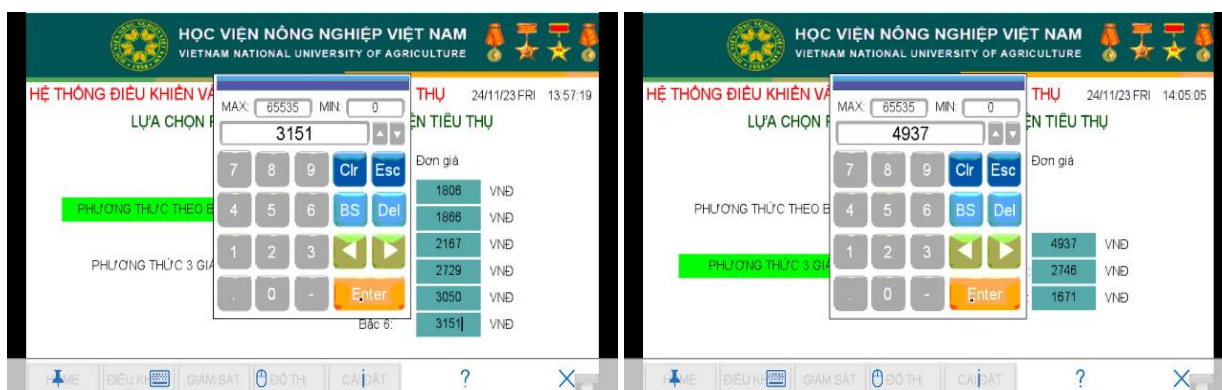 HỌC VIỆN NÔNG NGHIỆP VIỆT NAM
VIETNAM NATIONAL UNIVERSITY OF AGRICULTURE
HỆ THỐNG ĐIỀU KHIỂN VÀ THỤ 24/11/23 FRI 13:57:19
LỰA CHỌN ĐIỆN TIÊU THỤ
MAX: 65535 MIN: 0
3151
7 8 9 Clr Esc
4 5 6 BS Del
1 2 3
. 0 - Enter
Đơn giá
1806 VNĐ
PHƯƠNG THỨC THEO
1866 VNĐ
2167 VNĐ
PHƯƠNG THỨC 3 GIÁ
2729 VNĐ
3050 VNĐ
Bậc 6: 3151 VNĐ
HOME ĐIỀU GIÁM SÁT ĐỒ THỊ CÀI ĐẶT ?
HỌC VIỆN NÔNG NGHIỆP VIỆT NAM
VIETNAM NATIONAL UNIVERSITY OF AGRICULTURE
HỆ THỐNG ĐIỀU KHIỂN VÀ THỤ 24/11/23 FRI 14:05:05
LỰA CHỌN ĐIỆN TIÊU THỤ
MAX: 65535 MIN: 0
4937
7 8 9 Clr Esc
4 5 6 BS Del
1 2 3
. 0 - Enter
Đơn giá
PHƯƠNG THỨC THEO
4937 VNĐ
PHƯƠNG THỨC 3 GIÁ
2746 VNĐ
1671 VNĐ
HOME ĐIỀU GIÁM SÁT ĐỒ THỊ CÀI ĐẶT ?